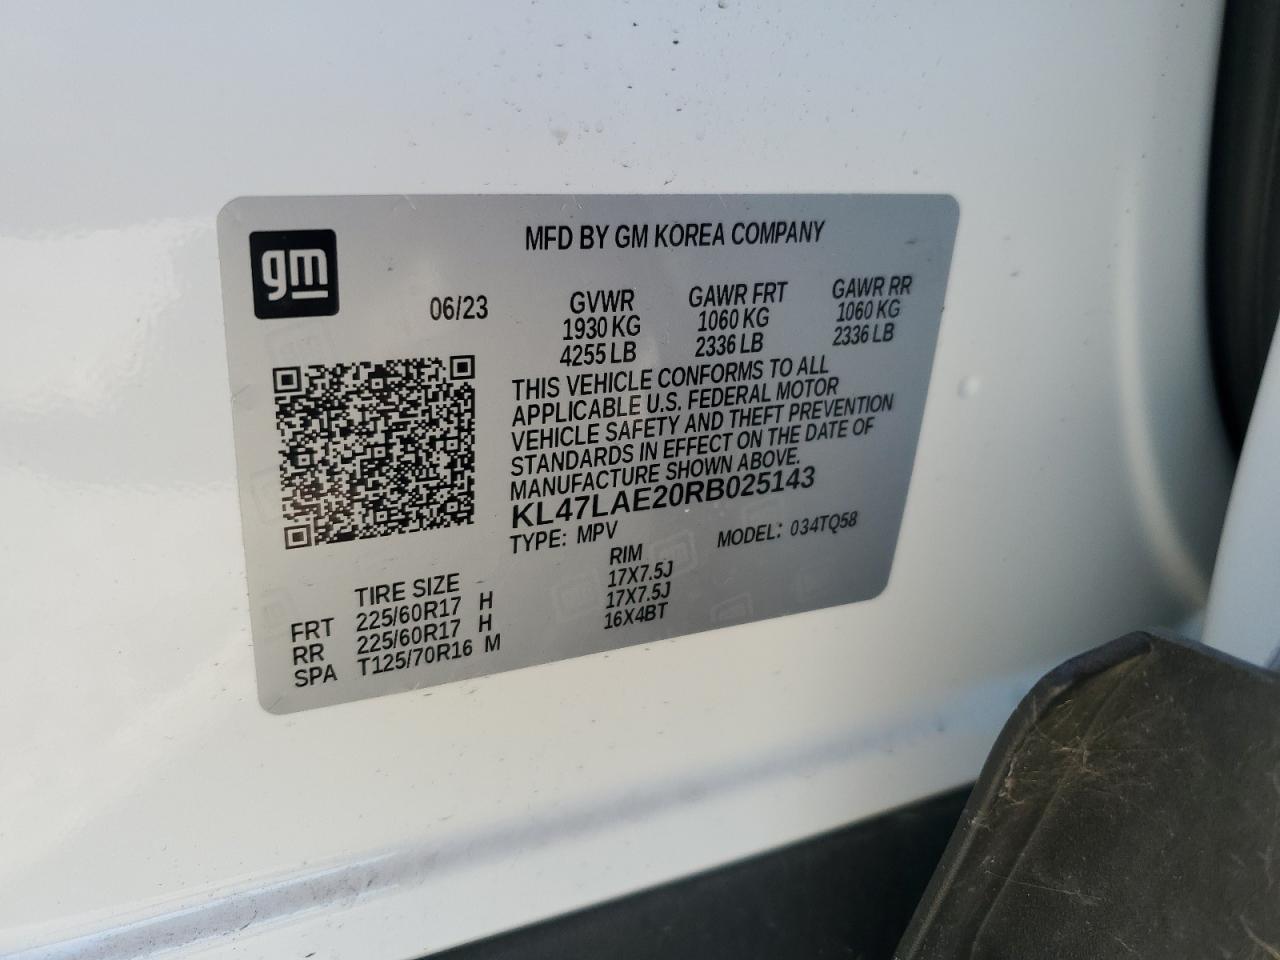 gm
MFD BY GM KOREA COMPANY
06/23
GVWR GAWR FRT GAWR RR
1930 KG 1060 KG 1060 KG
4255 LB 2336 LB 2336 LB
THIS VEHICLE CONFORMS TO ALL
APPLICABLE U.S. FEDERAL MOTOR
VEHICLE SAFETY AND THEFT PREVENTION
STANDARDS IN EFFECT ON THE DATE OF
MANUFACTURE SHOWN ABOVE.
KL47LAE20RB025143
TYPE: MPV MODEL: 034TQ58
TIRE SIZE RIM
FRT 225/60R17 H 17X7.5J
RR 225/60R17 H 17X7.5J
SPA T125/70R16 M 16X4BT